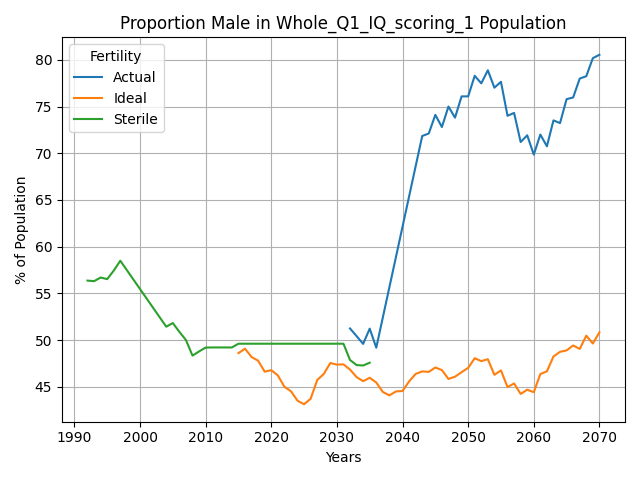 Proportion Male in Whole_Q1_IQ_scoring_1 Population
Fertility
Actual
Ideal
Sterile
% of Population
80
75
70
65
60
55
50
45
1990
2000
2010
2020
2030
2040
2050
2060
2070
Years